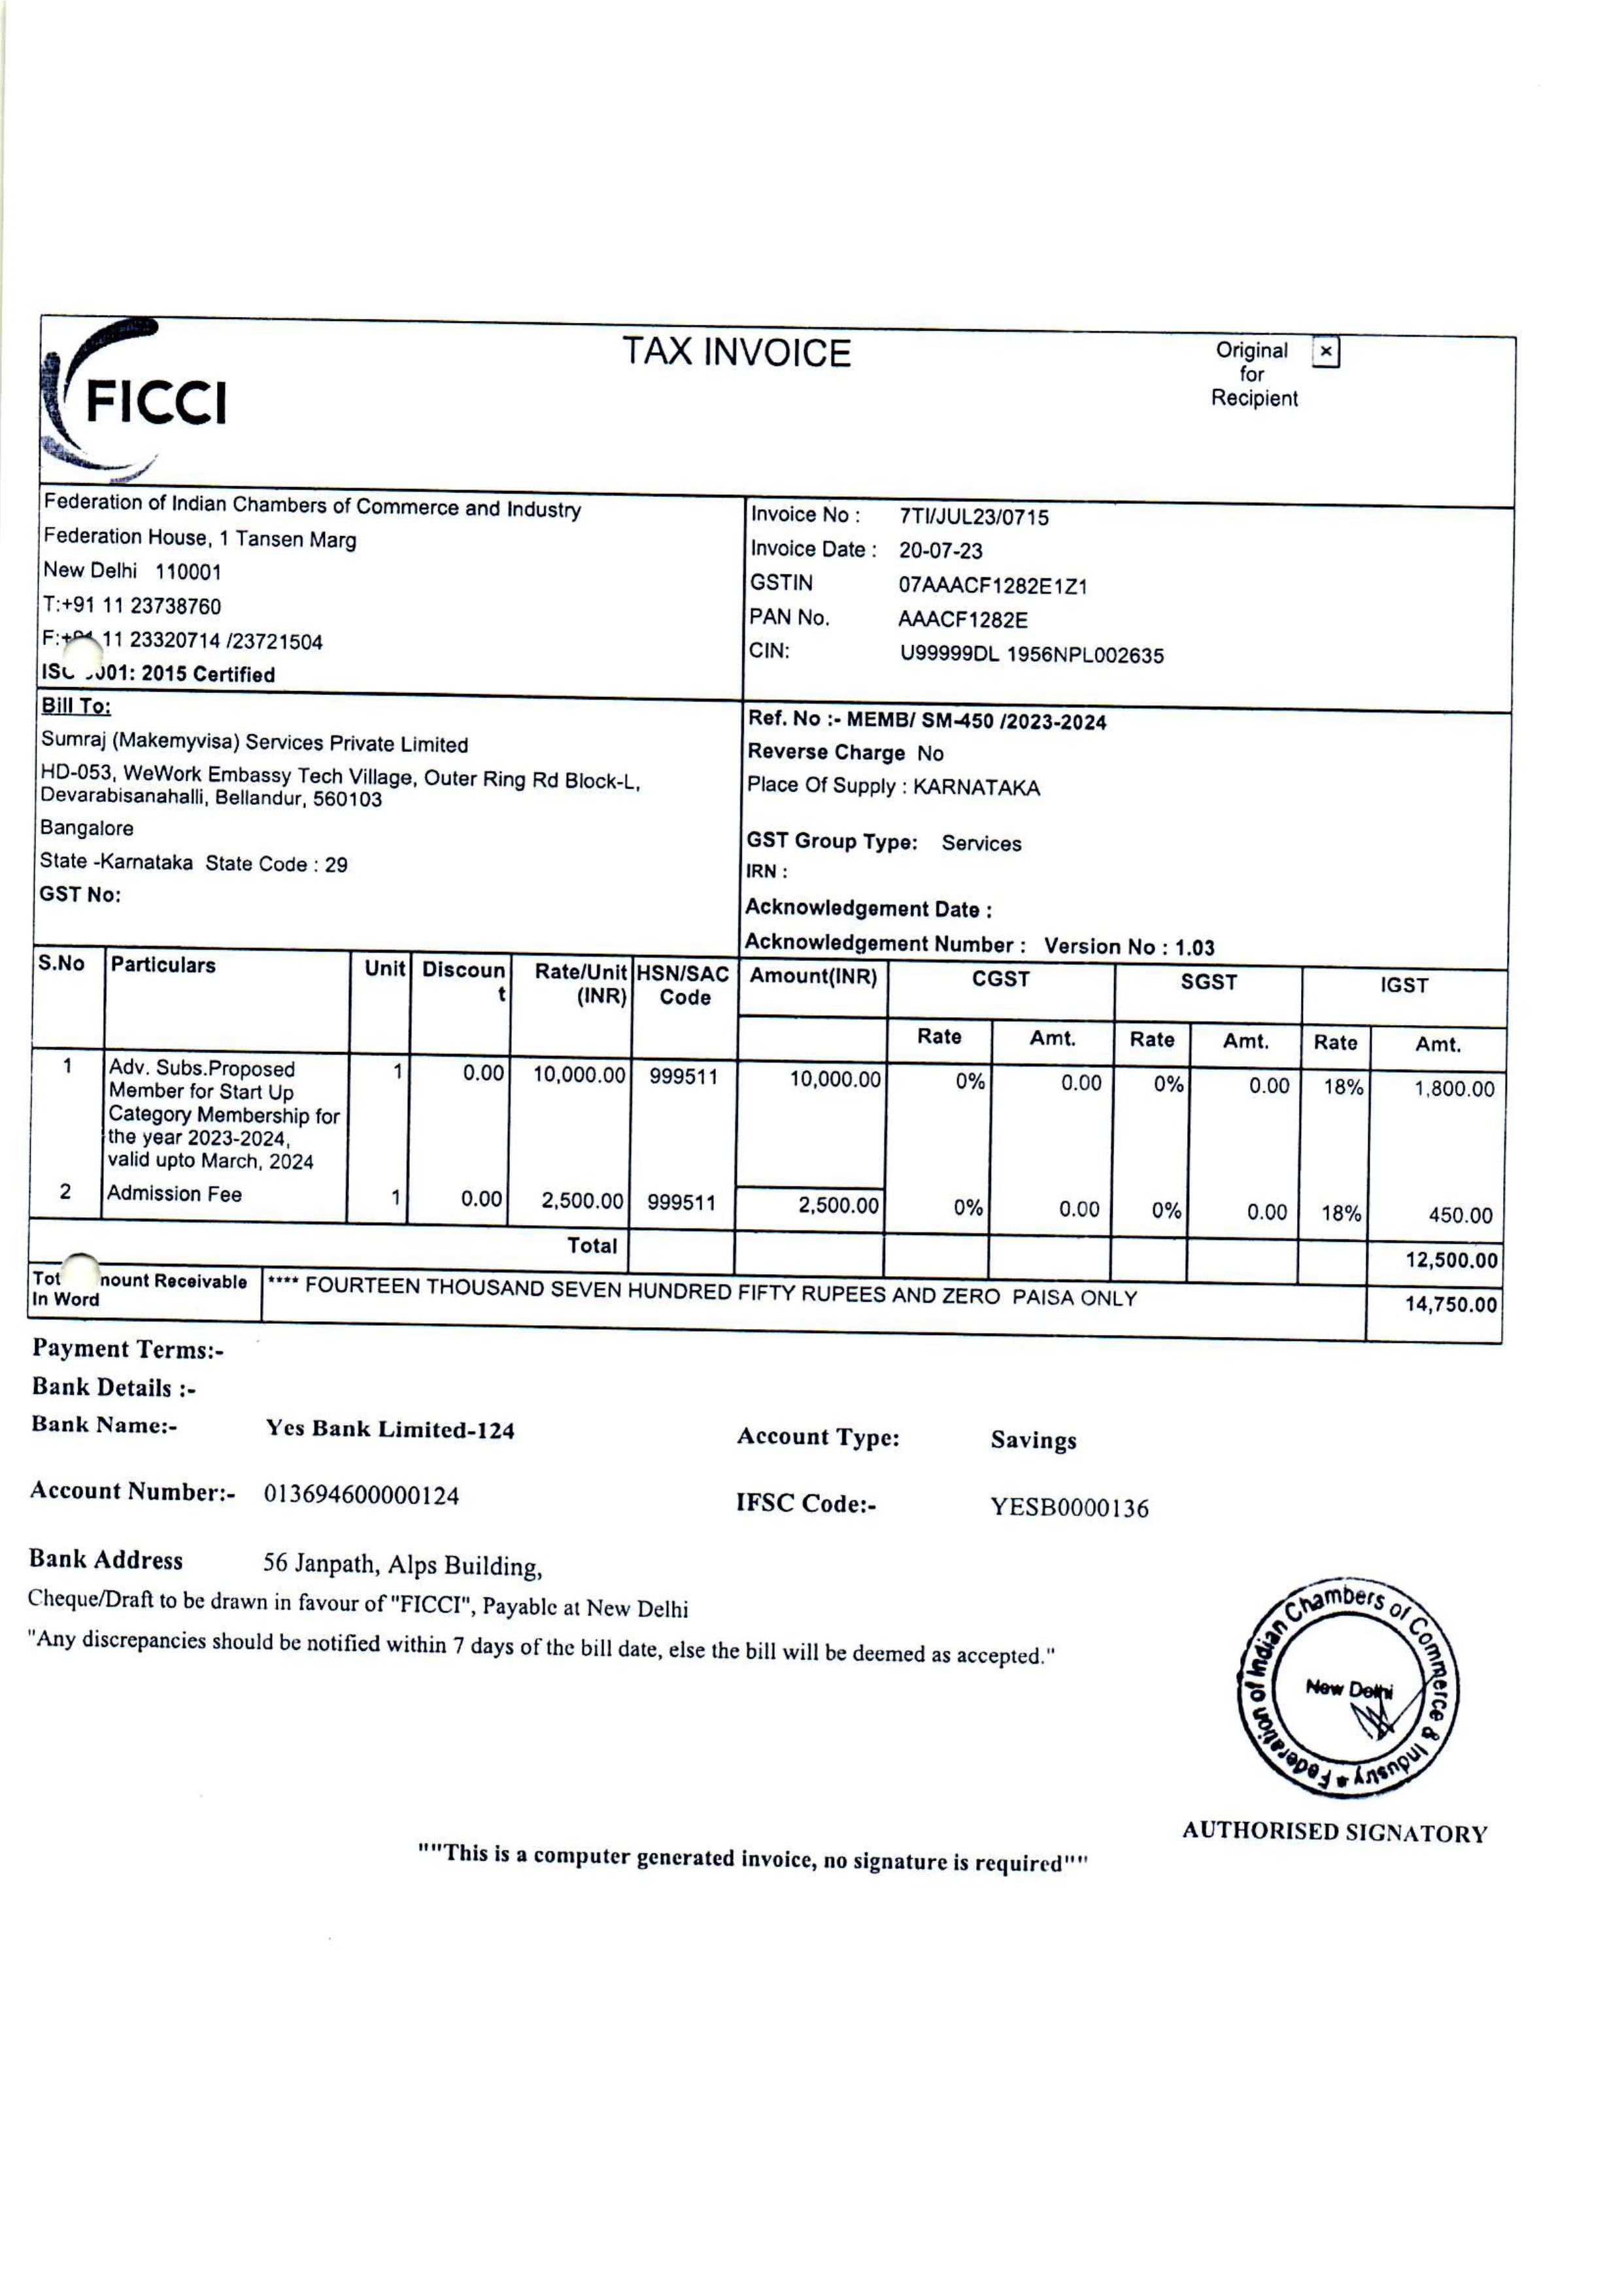 FICCI
TAX INVOICE
Original
for
Recipient
x
Federation of Indian Chambers of Commerce and Industry
Federation House, 1 Tansen Marg
New Delhi 110001
T:+91 11 23738760
11 23320714 /23721504
2015 Certified
Invoice No : 7TI/JUL23/0715
Invoice Date : 20-07-23
GSTIN 07AAACF1282E1Z1
PAN No. AAACF1282E
CIN: U99999DL 1956NPL002635
Bill To:
Sumraj (Makemyvisa) Services Private Limited
HD-053, WeWork Embassy Tech Village, Outer Ring Rd Block-L,
Devarabisanahalli, Bellandur, 560103
Bangalore
State -Karnataka State Code : 29
GST No:
Ref. No :- MEMB/ SM-450 /2023-2024
Reverse Charge No
Place Of Supply : KARNATAKA
GST Group Type: Services
IRN :
Acknowledgement Date :
Acknowledgement Number : Version No : 1.03
S.No Particulars Unit Discoun Rate/Unit HSN/SAC Amount(INR) CGST SGST IGST
t (INR) Code
Rate Amt. Rate Amt. Rate Amt.
1 Adv. Subs.Proposed 1 0.00 10,000.00 999511 10,000.00 0% 0.00 0% 0.00 18% 1,800.00
Member for Start Up
Category Membership for
the year 2023-2024,
valid upto March, 2024
2 Admission Fee 1 0.00 2,500.00 999511 2,500.00 0% 0.00 0% 0.00 18% 450.00
Total 12,500.00
Receivable **** FOURTEEN THOUSAND SEVEN HUNDRED FIFTY RUPEES AND ZERO PAISA ONLY 14,750.00
In Word
Payment Terms:-
Bank Details :-
Bank Name:- Yes Bank Limited-124 Account Type: Savings
Account Number:- 013694600000124 IFSC Code:- YESB0000136
Bank Address 56 Janpath, Alps Building,
Cheque/Draft to be drawn in favour of "FICCI", Payable at New Delhi
"Any discrepancies should be notified within 7 days of the bill date, else the bill will be deemed as accepted."
Federation of Indian Chambers of Commerce & Industry *
New Delhi
AUTHORISED SIGNATORY
""This is a computer generated invoice, no signature is required""